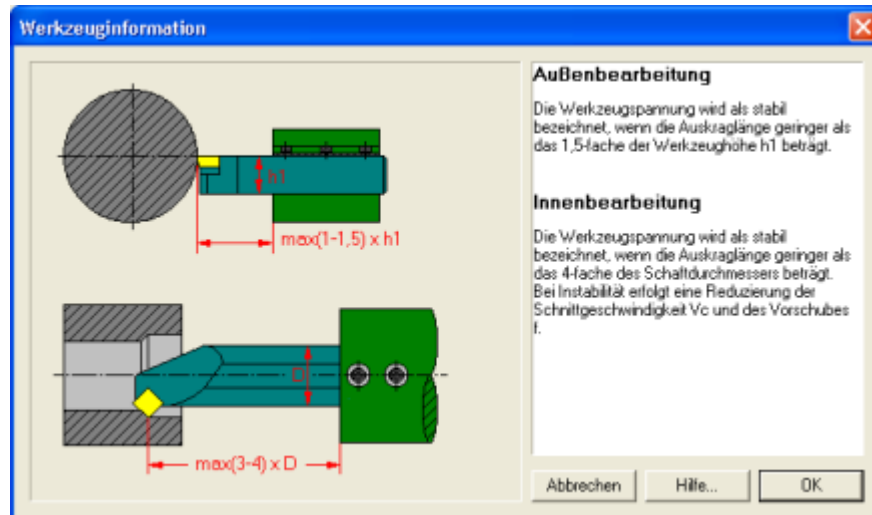 Werkzeuginformation
h1
max(1-1,5) x h1
D
max(3-4) x D
Außenbearbeitung
Die Werkzeugspannung wird als stabil
bezeichnet, wenn die Auskraglänge geringer als
das 1,5-fache der Werkzeughöhe h1 beträgt.
Innenbearbeitung
Die Werkzeugspannung wird als stabil
bezeichnet, wenn die Auskraglänge geringer als
das 4-fache des Schaftdurchmessers beträgt.
Bei Instabilität erfolgt eine Reduzierung der
Schnittgeschwindigkeit Vc und des Vorschubes
f.
Abbrechen
Hilfe...
OK